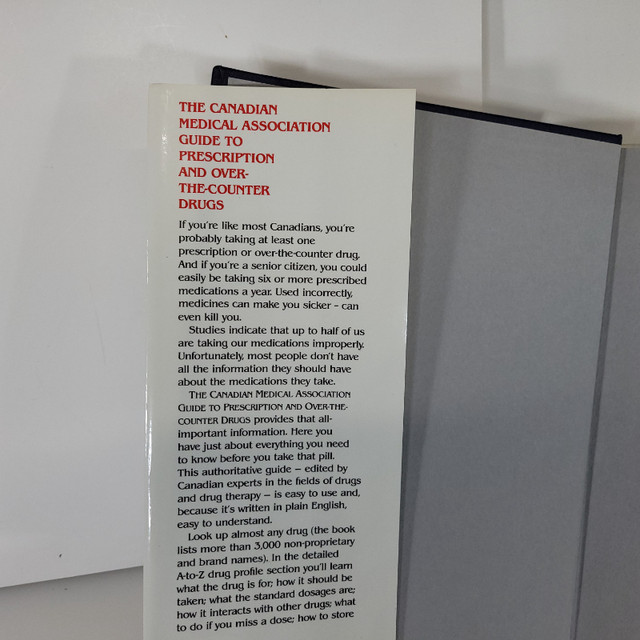 THE CANADIAN
MEDICAL ASSOCIATION
GUIDE TO
PRESCRIPTION
AND OVER-
THE-COUNTER
DRUGS
If you're like most Canadians, you're
probably taking at least one
prescription or over-the-counter drug.
And if you're a senior citizen, you could
easily be taking six or more prescribed
medications a year. Used incorrectly,
medicines can make you sicker – can
even kill you.
Studies indicate that up to half of us
are taking our medications improperly.
Unfortunately, most people don't have
all the information they should have
about the medications they take.
THE CANADIAN MEDICAL ASSOCIATION
GUIDE TO PRESCRIPTION AND OVER-THE-
COUNTER DRUGS provides that all-
important information. Here you
have just about everything you need
to know before you take that pill.
This authoritative guide – edited by
Canadian experts in the fields of drugs
and drug therapy – is easy to use and,
because it's written in plain English,
easy to understand.
Look up almost any drug (the book
lists more than 3,000 non-proprietary
and brand names). In the detailed
A-to-Z drug profile section you'll learn
what the drug is for; how it should be
taken; what the standard dosages are;
how it interacts with other drugs; what
to do if you miss a dose; how to store